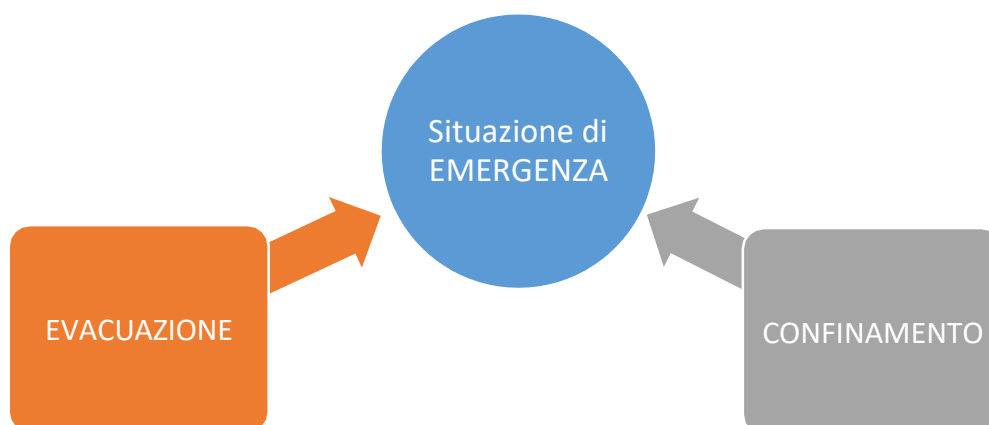 Situazione di
EMERGENZA
EVACUAZIONE
CONFINAMENTO